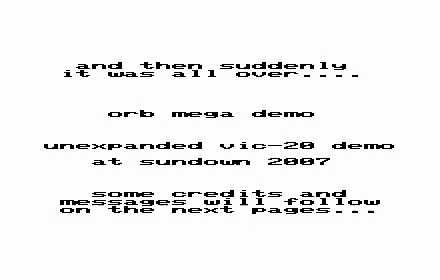 and then suddenly
it was all over....
orb mega demo
unexpanded vic-20 demo
at sundown 2007
some credits and
messages will follow
on the next pages...